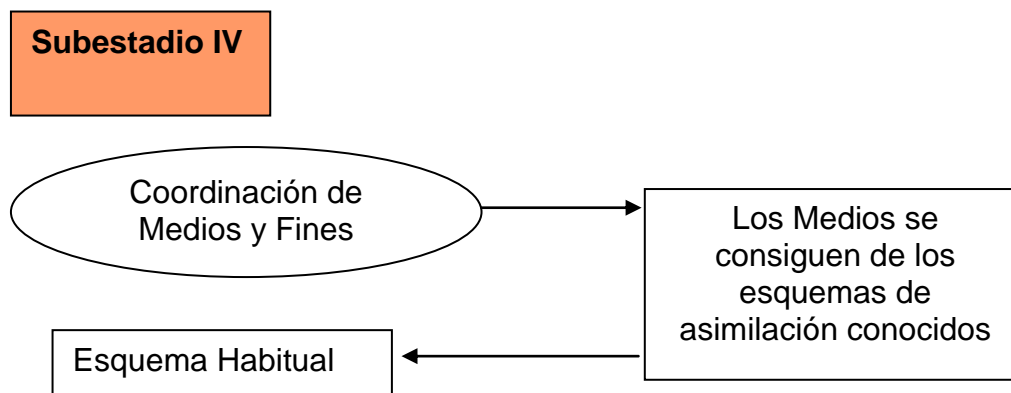 Subestadio IV
Coordinación de
Medios y Fines
Los Medios se
consiguen de los
esquemas de
asimilación conocidos
Esquema Habitual